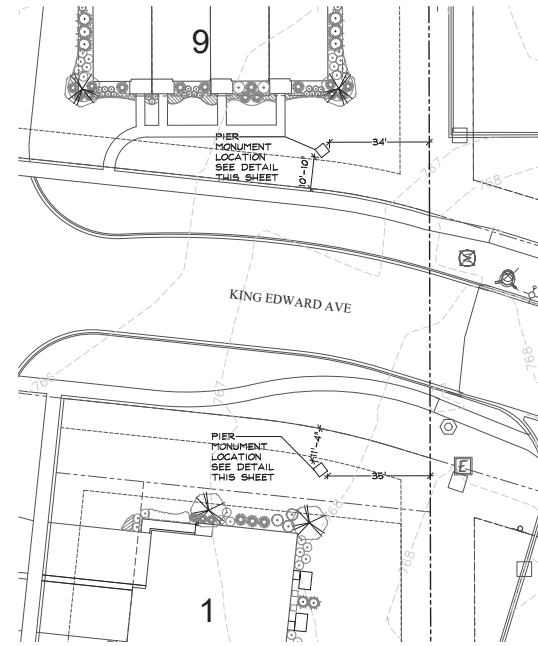 9
PIER
MONUMENT
LOCATION
SEE DETAIL
THIS SHEET
34'
10'-10"
767
768
KING EDWARD AVE
766
767
768
PIER
MONUMENT
LOCATION
SEE DETAIL
THIS SHEET
11'-4"
35'
E
768
768
1